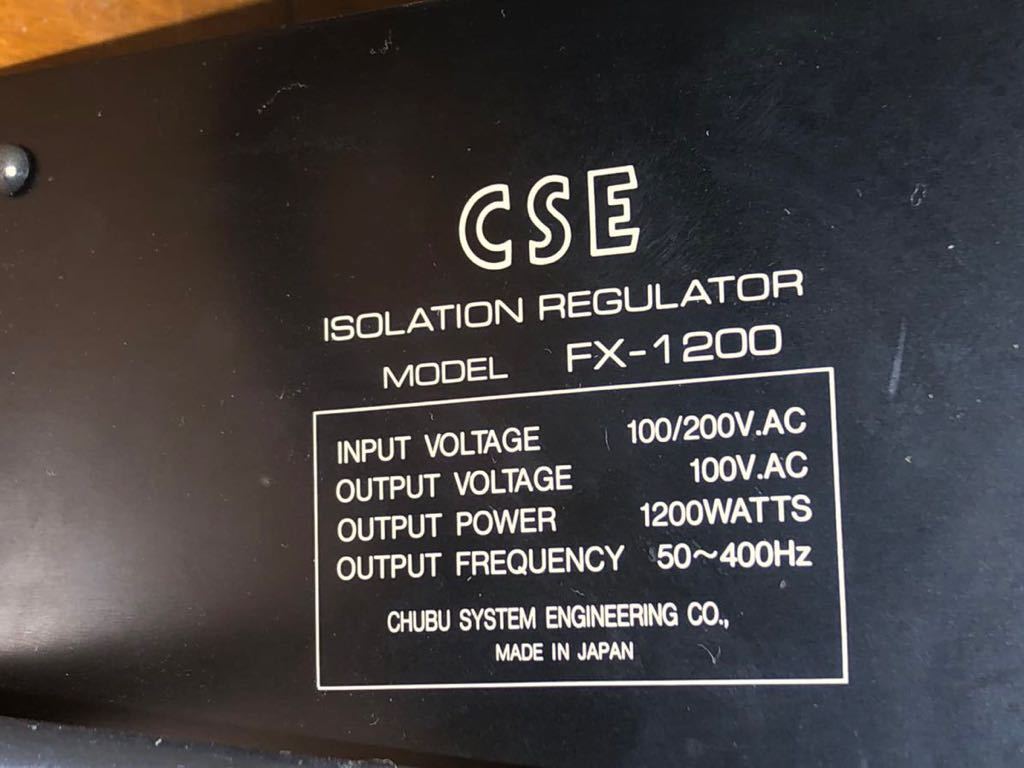 CSE
ISOLATION REGULATOR
MODEL FX-1200
INPUT VOLTAGE 100/200V.AC
OUTPUT VOLTAGE 100V.AC
OUTPUT POWER 1200WATTS
OUTPUT FREQUENCY 50～400Hz
CHUBU SYSTEM ENGINEERING CO.,
MADE IN JAPAN